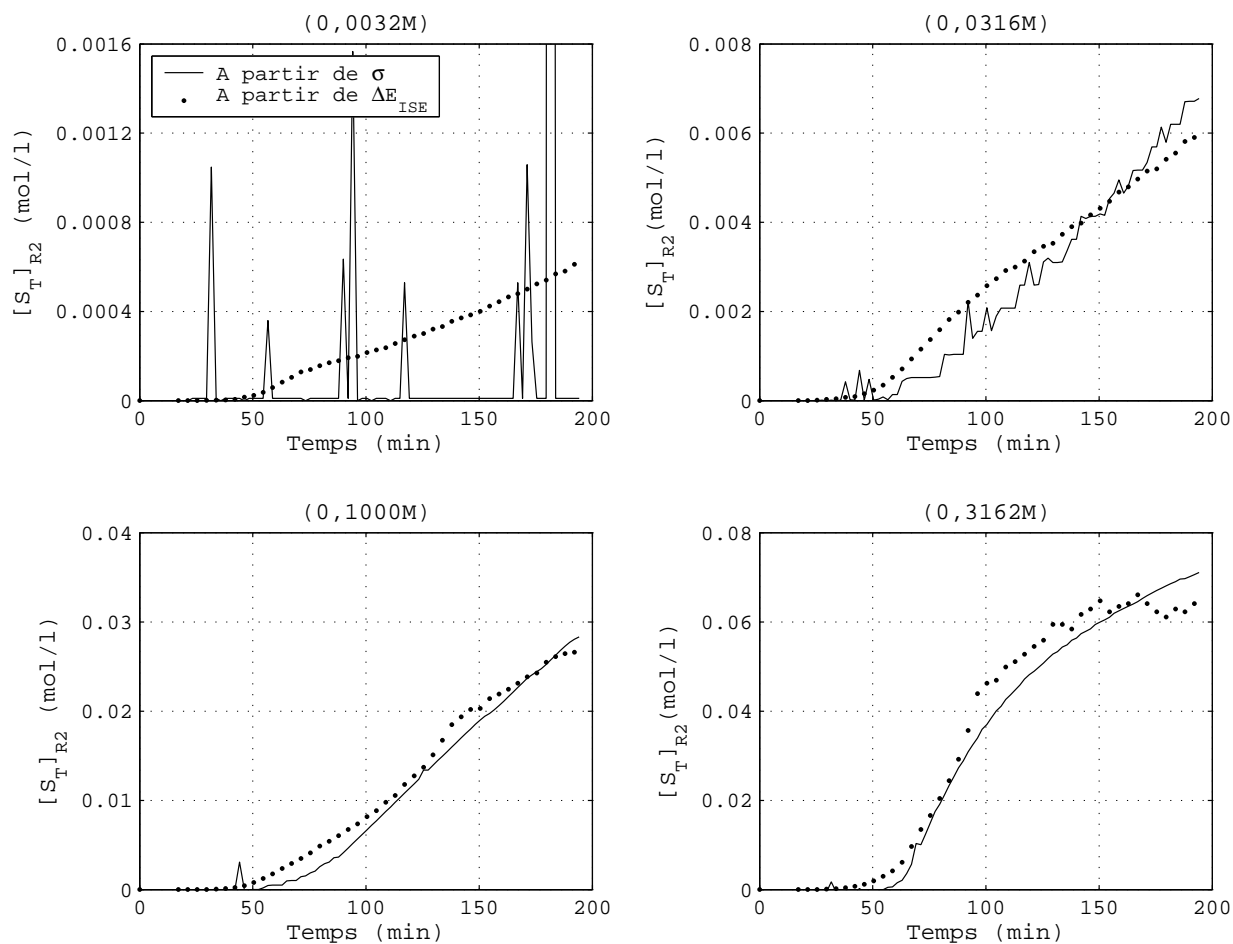 (0,0032M)
0.0016
0.0012
0.0008
0.0004
0
[S_T]_R2 (mol/l)
A partir de σ
A partir de ΔE_ISE
0 50 100 150 200
Temps (min)
(0,0316M)
0.008
0.006
0.004
0.002
0
[S_T]_R2(mol/l)
0 50 100 150 200
Temps (min)
(0,1000M)
0.04
0.03
0.02
0.01
0
[S_T]_R2 (mol/l)
0 50 100 150 200
Temps (min)
(0,3162M)
0.08
0.06
0.04
0.02
0
[S_T]_R2(mol/l)
0 50 100 150 200
Temps (min)